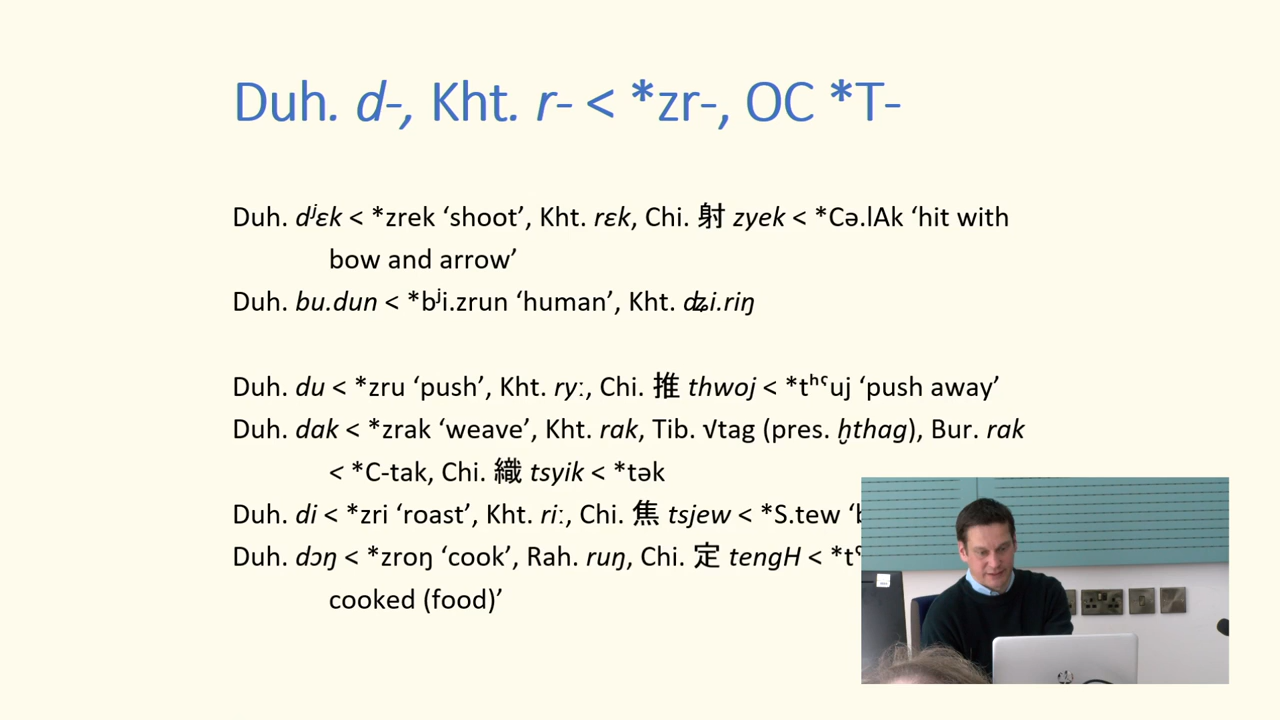 Duh. d-, Kht. r- < *zr-, OC *T-
Duh. dʲɛk < *zrek ‘shoot’, Kht. rɛk, Chi. 射 zyek < *Cə.lAk ‘hit with
bow and arrow’
Duh. bu.dun < *bʲi.zrun ‘human’, Kht. dʑi.riŋ
Duh. du < *zru ‘push’, Kht. ryː, Chi. 推 thwoj < *tʰˤuj ‘push away’
Duh. dak < *zrak ‘weave’, Kht. rak, Tib. √tag (pres. ḫthag), Bur. rak
< *C-tak, Chi. 織 tsyik < *tək
Duh. di < *zri ‘roast’, Kht. riː, Chi. 焦 tsjew < *S.tew
Duh. dɔŋ < *zroŋ ‘cook’, Rah. ruŋ, Chi. 定 tengH <
cooked (food)’